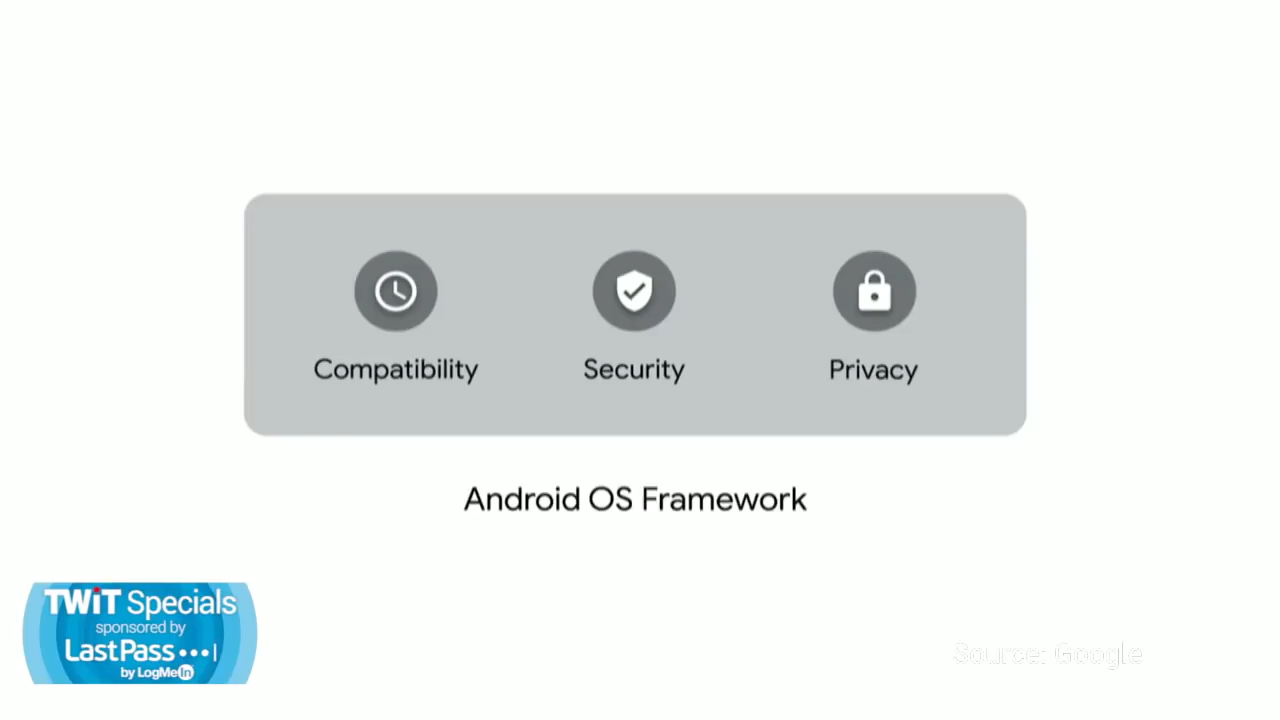 Compatibility
Security
Privacy
Android OS Framework
TWiT Specials
sponsored by
LastPass •••|
by LogMeIn
Source: Google